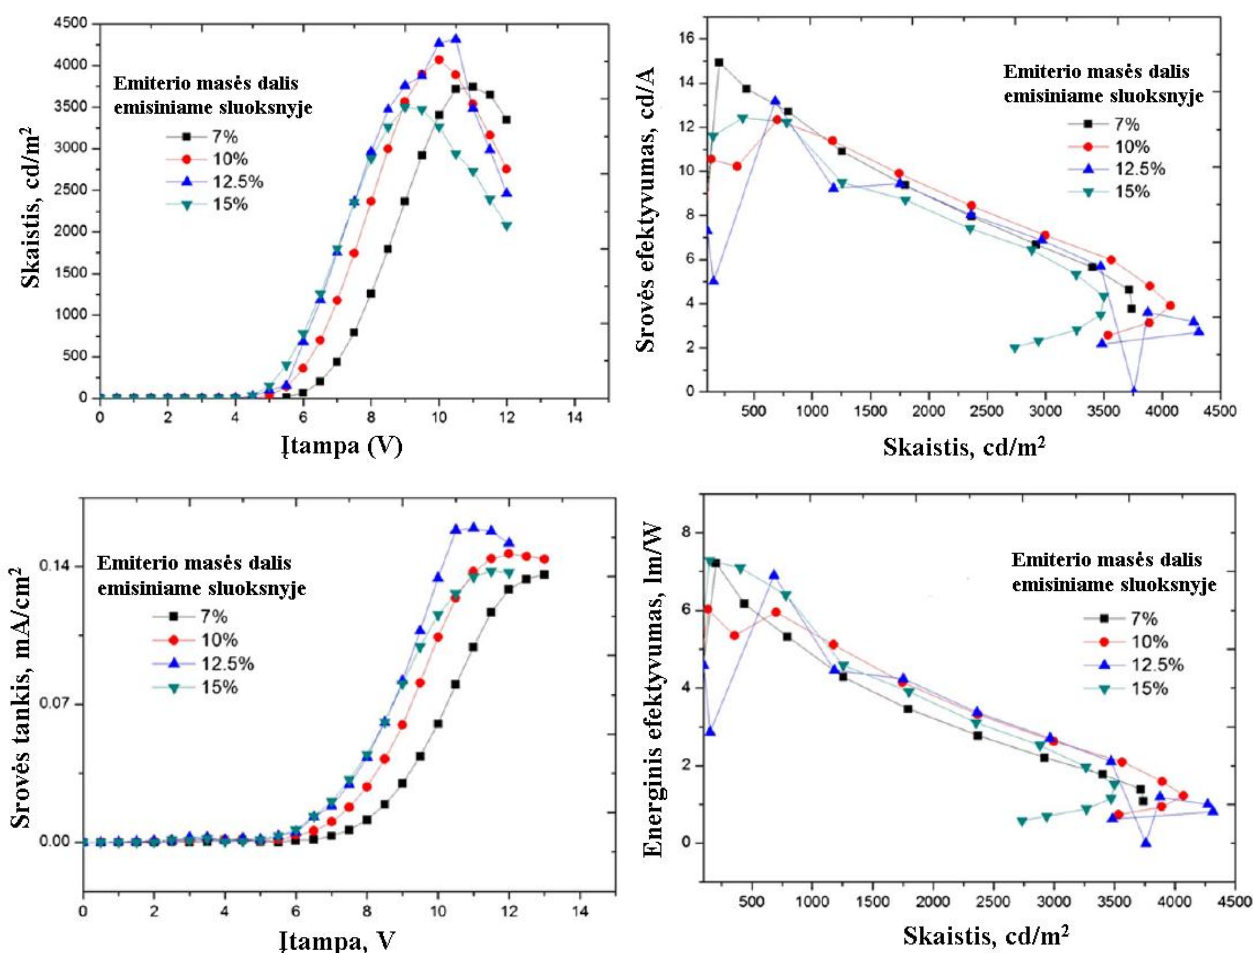 4500
4000
3500
3000
2500
2000
1500
1000
500
0
Skaistis, cd/m²
Emiterio masės dalis
emisiniame sluoksnyje
7%
10%
12.5%
15%
0 2 4 6 8 10 12 14
Įtampa (V)
16
14
12
10
8
6
4
2
0
Srovės efektyvumas, cd/A
Emiterio masės dalis
emisiniame sluoksnyje
7%
10%
12.5%
15%
500 1000 1500 2000 2500 3000 3500 4000 4500
Skaistis, cd/m²
0.14
0.07
0.00
Srovės tankis, mA/cm²
Emiterio masės dalis
emisiniame sluoksnyje
7%
10%
12.5%
15%
0 2 4 6 8 10 12
Įtampa, V
8
6
4
2
0
Energinis efektyvumas, lm/W
Emiterio masės dalis
emisiniame sluoksnyje
7%
10%
12.5%
15%
500 1000 1500 2000 2500 3000 3500 4000 4500
Skaistis, cd/m²